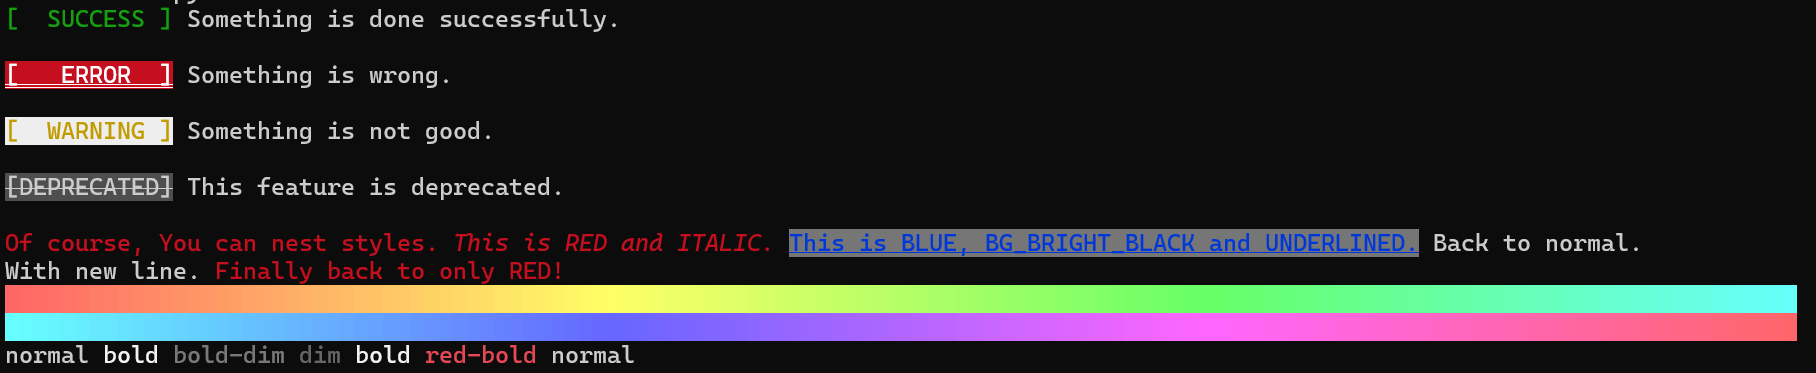 [  SUCCESS ] Something is done successfully.
[   ERROR  ] Something is wrong.
[  WARNING ] Something is not good.
[DEPRECATED] This feature is deprecated.
Of course, You can nest styles. This is RED and ITALIC. This is BLUE, BG_BRIGHT_BLACK and UNDERLINED. Back to normal.
With new line. Finally back to only RED!
normal bold bold-dim dim bold red-bold normal